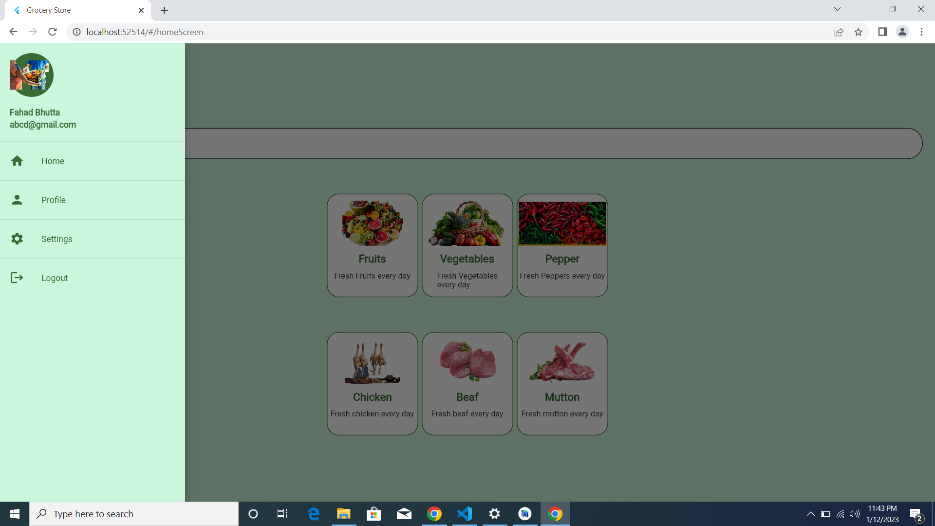 Grocery Store
localhost:52514/#/homeScreen
Fahad Bhutta
abcd@gmail.com
Home
Profile
Settings
Logout
Fruits
Fresh Fruits every day
Vegetables
Fresh Vegetables
every day
Pepper
Fresh Peppers every day
Chicken
Fresh chicken every day
Beaf
Fresh beaf every day
Mutton
Fresh mutton every day
Type here to search
11:43 PM
1/12/2023
2